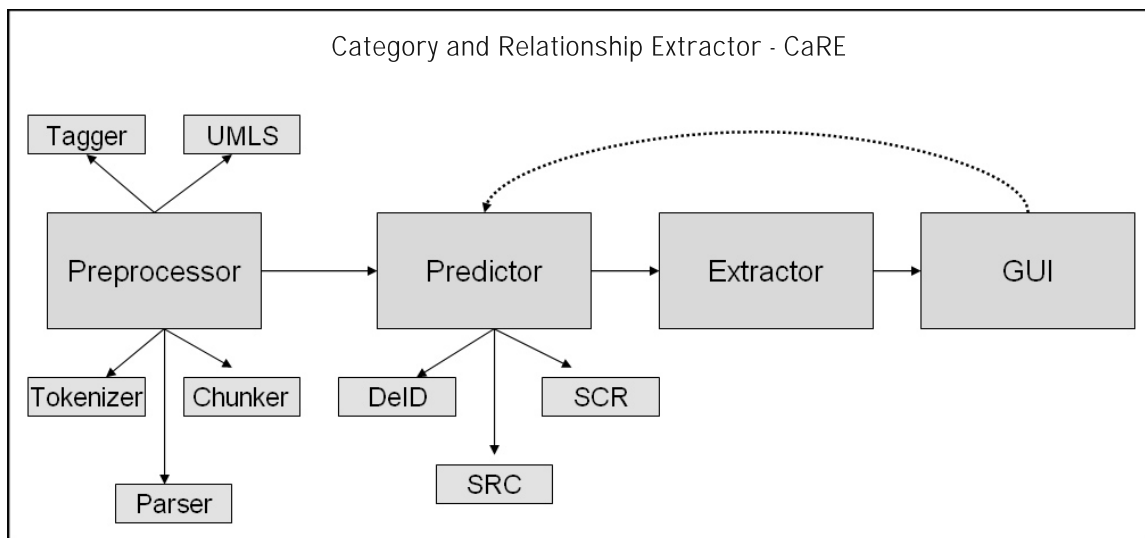 Category and Relationship Extractor - CaRE
Tagger
UMLS
Preprocessor
Predictor
Extractor
GUI
Tokenizer
Chunker
DeID
SCR
SRC
Parser